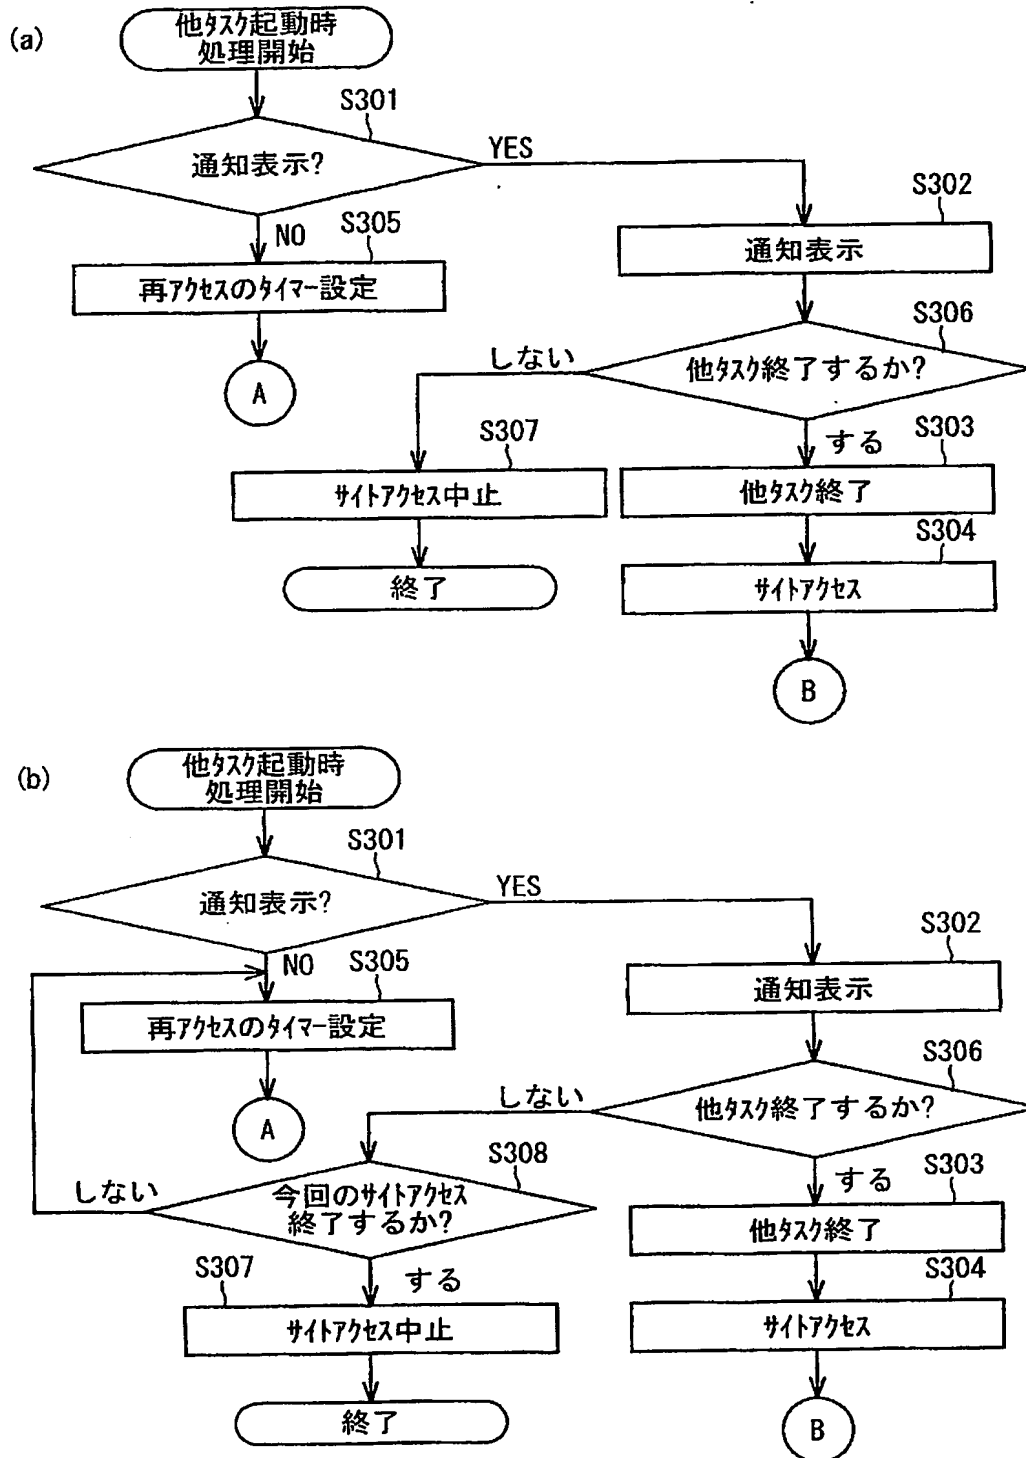 (a)
他ﾀｽｸ起動時
処理開始
S301
通知表示?
YES
S302
通知表示
NO
S305
再ｱｸｾｽのﾀｲﾏｰ設定
A
S306
他ﾀｽｸ終了するか?
しない
する
S307
ｻｲﾄｱｸｾｽ中止
終了
S303
他ﾀｽｸ終了
S304
ｻｲﾄｱｸｾｽ
B
(b)
他ﾀｽｸ起動時
処理開始
S301
通知表示?
YES
S302
通知表示
NO
S305
再ｱｸｾｽのﾀｲﾏｰ設定
A
S306
他ﾀｽｸ終了するか?
しない
する
S308
今回のｻｲﾄｱｸｾｽ
終了するか?
しない
する
S307
ｻｲﾄｱｸｾｽ中止
終了
S303
他ﾀｽｸ終了
S304
ｻｲﾄｱｸｾｽ
B